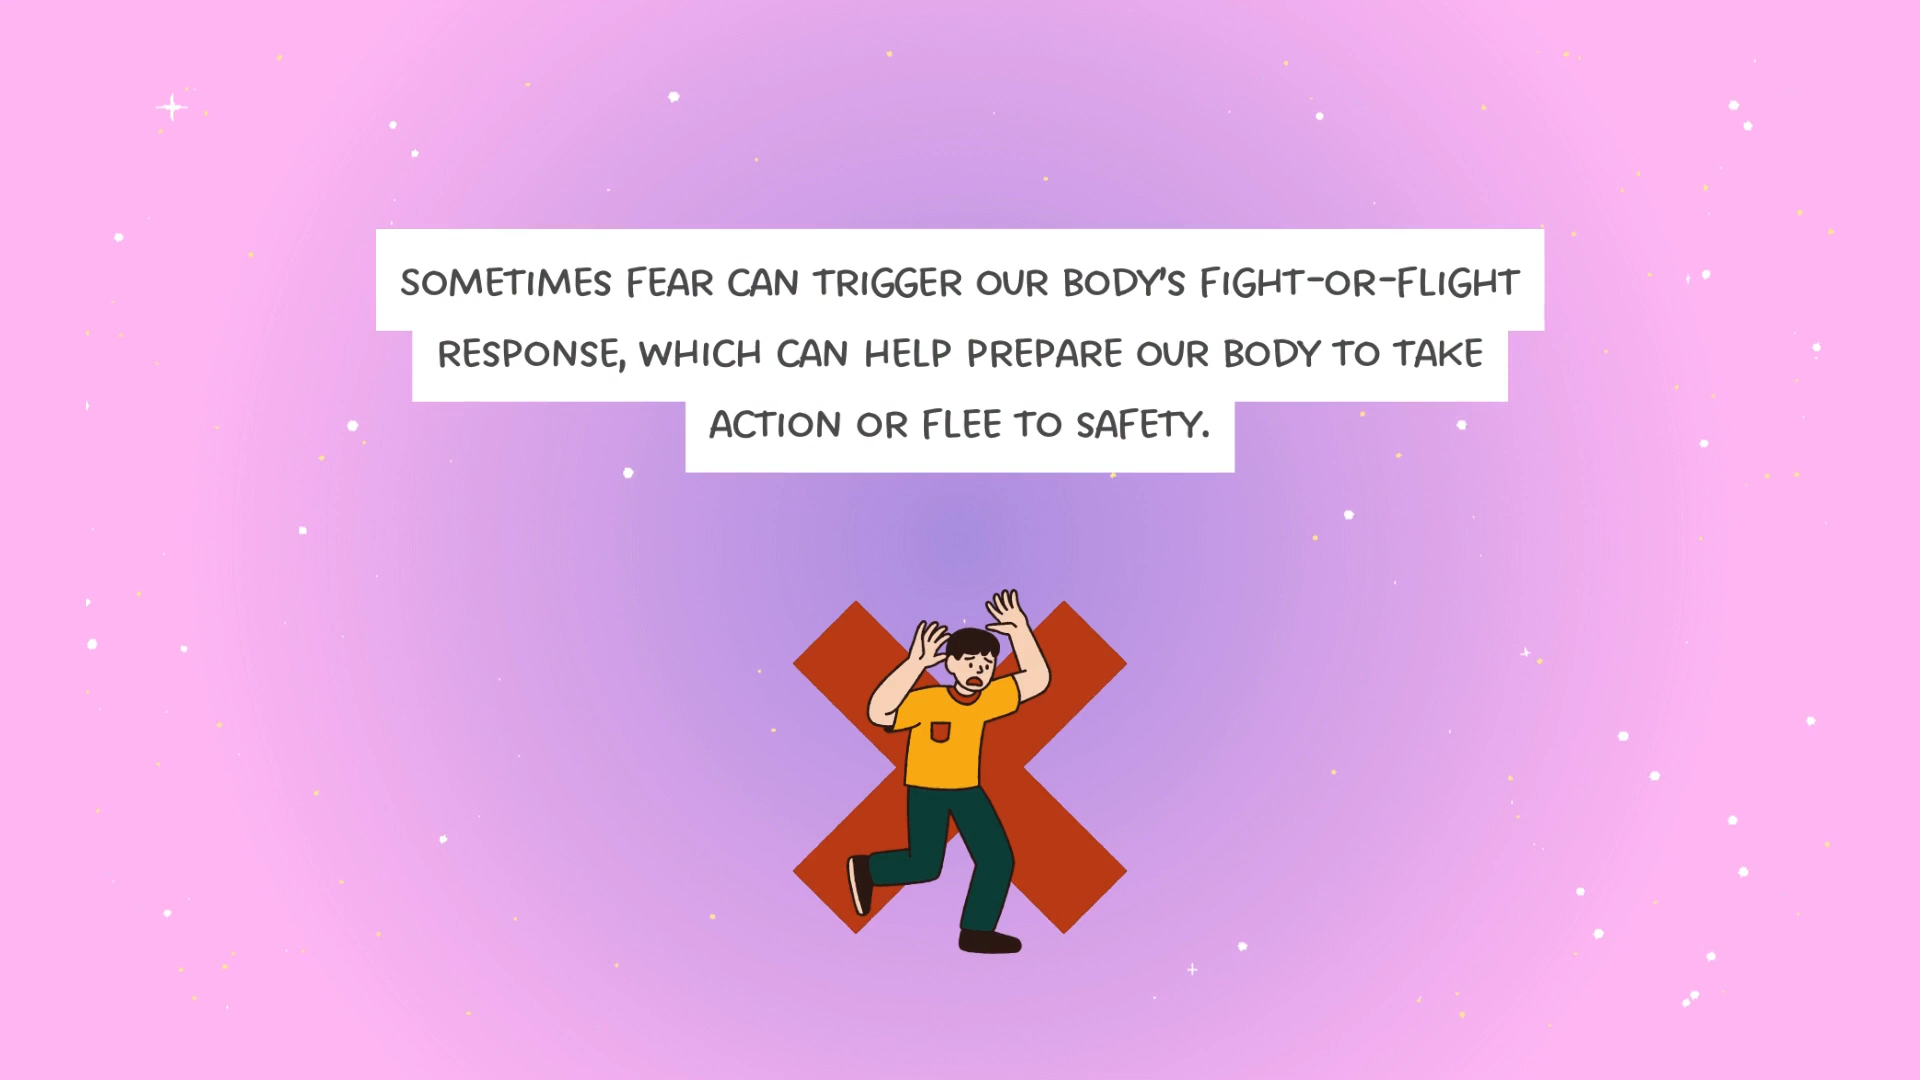 SOMETIMES FEAR CAN TRIGGER OUR BODY'S FIGHT-OR-FLIGHT
RESPONSE, WHICH CAN HELP PREPARE OUR BODY TO TAKE
ACTION OR FLEE TO SAFETY.